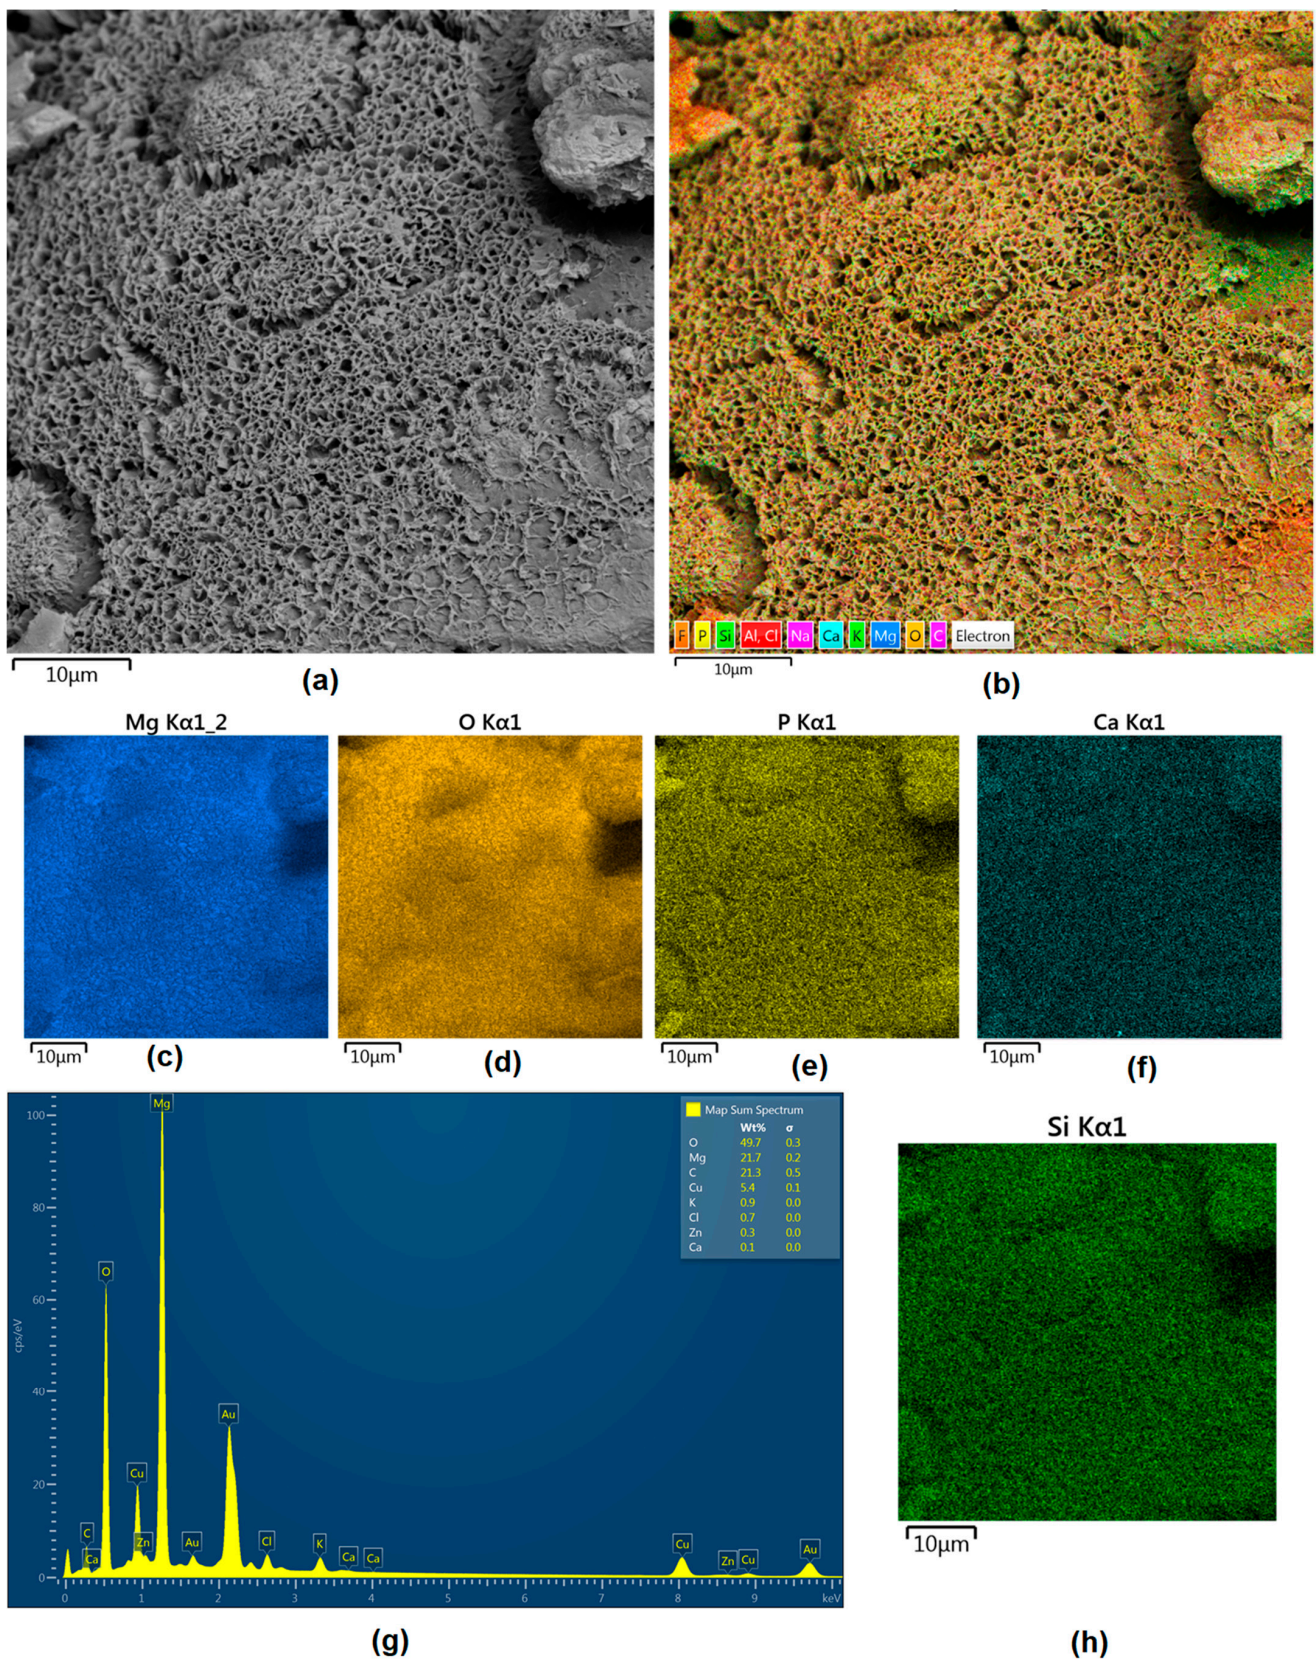 F P Si Al, Cl Na Ca K Mg O C Electron
10μm
10μm
(a)
(b)
Mg Kα1_2
O Kα1
P Kα1
Ca Kα1
10μm
10μm
10μm
10μm
(c)
(d)
(e)
(f)
Map Sum Spectrum
Wt% σ
O 49.7 0.3
Mg 21.7 0.2
C 21.3 0.5
Cu 5.4 0.1
K 0.9 0.0
Cl 0.7 0.0
Zn 0.3 0.0
Ca 0.1 0.0
cps/eV
100
80
60
40
20
0
Mg
O
Au
Cu
C
Ca
Zn
Au
Cl
K
Ca
Ca
Cu
Zn
Cu
Au
0 1 2 3 4 5 6 7 8 9 keV
(g)
Si Kα1
10μm
(h)